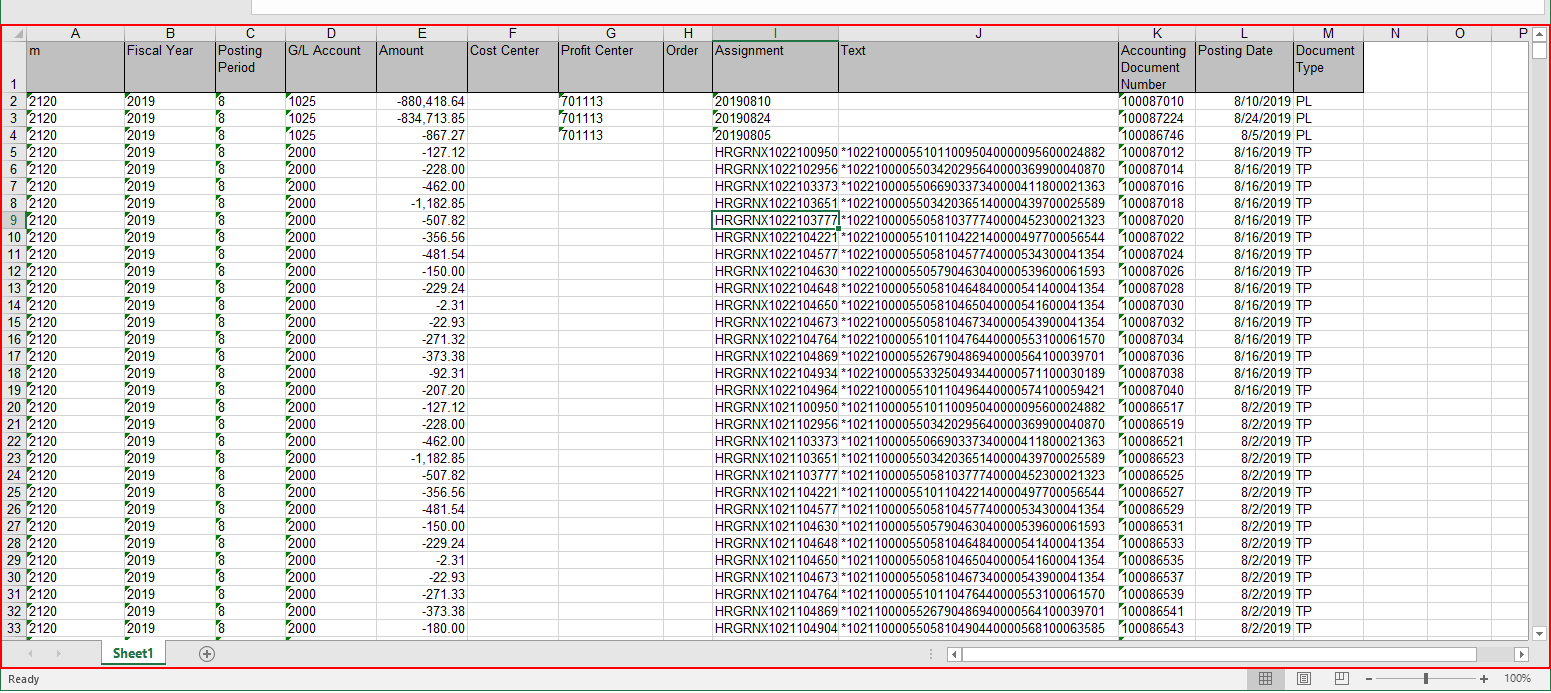 A B C D E F G H I J K L M N O P
1 m Fiscal Year Posting Period G/L Account Amount Cost Center Profit Center Order Assignment Text Accounting Document Number Posting Date Document Type
2 2120 2019 8 1025 -880,418.64 701113 20190810 100087010 8/10/2019 PL
3 2120 2019 8 1025 -834,713.85 701113 20190824 100087224 8/24/2019 PL
4 2120 2019 8 1025 -867.27 701113 20190805 100086746 8/5/2019 PL
5 2120 2019 8 2000 -127.12 HRGRNX1022100950 *1022100005510110095040000095600024882 100087012 8/16/2019 TP
6 2120 2019 8 2000 -228.00 HRGRNX1022102956 *1022100005503420295640000369900040870 100087014 8/16/2019 TP
7 2120 2019 8 2000 -462.00 HRGRNX1022103373 *1022100005506690337340000411800021363 100087016 8/16/2019 TP
8 2120 2019 8 2000 -1,182.85 HRGRNX1022103651 *1022100005503420365140000439700025589 100087018 8/16/2019 TP
9 2120 2019 8 2000 -507.82 HRGRNX1022103777 *1022100005505810377740000452300021323 100087020 8/16/2019 TP
10 2120 2019 8 2000 -356.56 HRGRNX1022104221 *1022100005510110422140000497700056544 100087022 8/16/2019 TP
11 2120 2019 8 2000 -481.54 HRGRNX1022104577 *1022100005505810457740000534300041354 100087024 8/16/2019 TP
12 2120 2019 8 2000 -150.00 HRGRNX1022104630 *1022100005505790463040000539600061593 100087026 8/16/2019 TP
13 2120 2019 8 2000 -229.24 HRGRNX1022104648 *1022100005505810464840000541400041354 100087028 8/16/2019 TP
14 2120 2019 8 2000 -2.31 HRGRNX1022104650 *1022100005505810465040000541600041354 100087030 8/16/2019 TP
15 2120 2019 8 2000 -22.93 HRGRNX1022104673 *1022100005505810467340000543900041354 100087032 8/16/2019 TP
16 2120 2019 8 2000 -271.32 HRGRNX1022104764 *1022100005510110476440000553100061570 100087034 8/16/2019 TP
17 2120 2019 8 2000 -373.38 HRGRNX1022104869 *1022100005526790486940000564100039701 100087036 8/16/2019 TP
18 2120 2019 8 2000 -92.31 HRGRNX1022104934 *1022100005533250493440000571100030189 100087038 8/16/2019 TP
19 2120 2019 8 2000 -207.20 HRGRNX1022104964 *1022100005510110496440000574100059421 100087040 8/16/2019 TP
20 2120 2019 8 2000 -127.12 HRGRNX1021100950 *1021100005510110095040000095600024882 100086517 8/2/2019 TP
21 2120 2019 8 2000 -228.00 HRGRNX1021102956 *1021100005503420295640000369900040870 100086519 8/2/2019 TP
22 2120 2019 8 2000 -462.00 HRGRNX1021103373 *1021100005506690337340000411800021363 100086521 8/2/2019 TP
23 2120 2019 8 2000 -1,182.85 HRGRNX1021103651 *1021100005503420365140000439700025589 100086523 8/2/2019 TP
24 2120 2019 8 2000 -507.82 HRGRNX1021103777 *1021100005505810377740000452300021323 100086525 8/2/2019 TP
25 2120 2019 8 2000 -356.56 HRGRNX1021104221 *1021100005510110422140000497700056544 100086527 8/2/2019 TP
26 2120 2019 8 2000 -481.54 HRGRNX1021104577 *1021100005505810457740000534300041354 100086529 8/2/2019 TP
27 2120 2019 8 2000 -150.00 HRGRNX1021104630 *1021100005505790463040000539600061593 100086531 8/2/2019 TP
28 2120 2019 8 2000 -229.24 HRGRNX1021104648 *1021100005505810464840000541400041354 100086533 8/2/2019 TP
29 2120 2019 8 2000 -2.31 HRGRNX1021104650 *1021100005505810465040000541600041354 100086535 8/2/2019 TP
30 2120 2019 8 2000 -22.93 HRGRNX1021104673 *1021100005505810467340000543900041354 100086537 8/2/2019 TP
31 2120 2019 8 2000 -271.33 HRGRNX1021104764 *1021100005510110476440000553100061570 100086539 8/2/2019 TP
32 2120 2019 8 2000 -373.38 HRGRNX1021104869 *1021100005526790486940000564100039701 100086541 8/2/2019 TP
33 2120 2019 8 2000 -180.00 HRGRNX1021104904 *1021100005505810490440000568100063585 100086543 8/2/2019 TP
Sheet1
Ready 100%